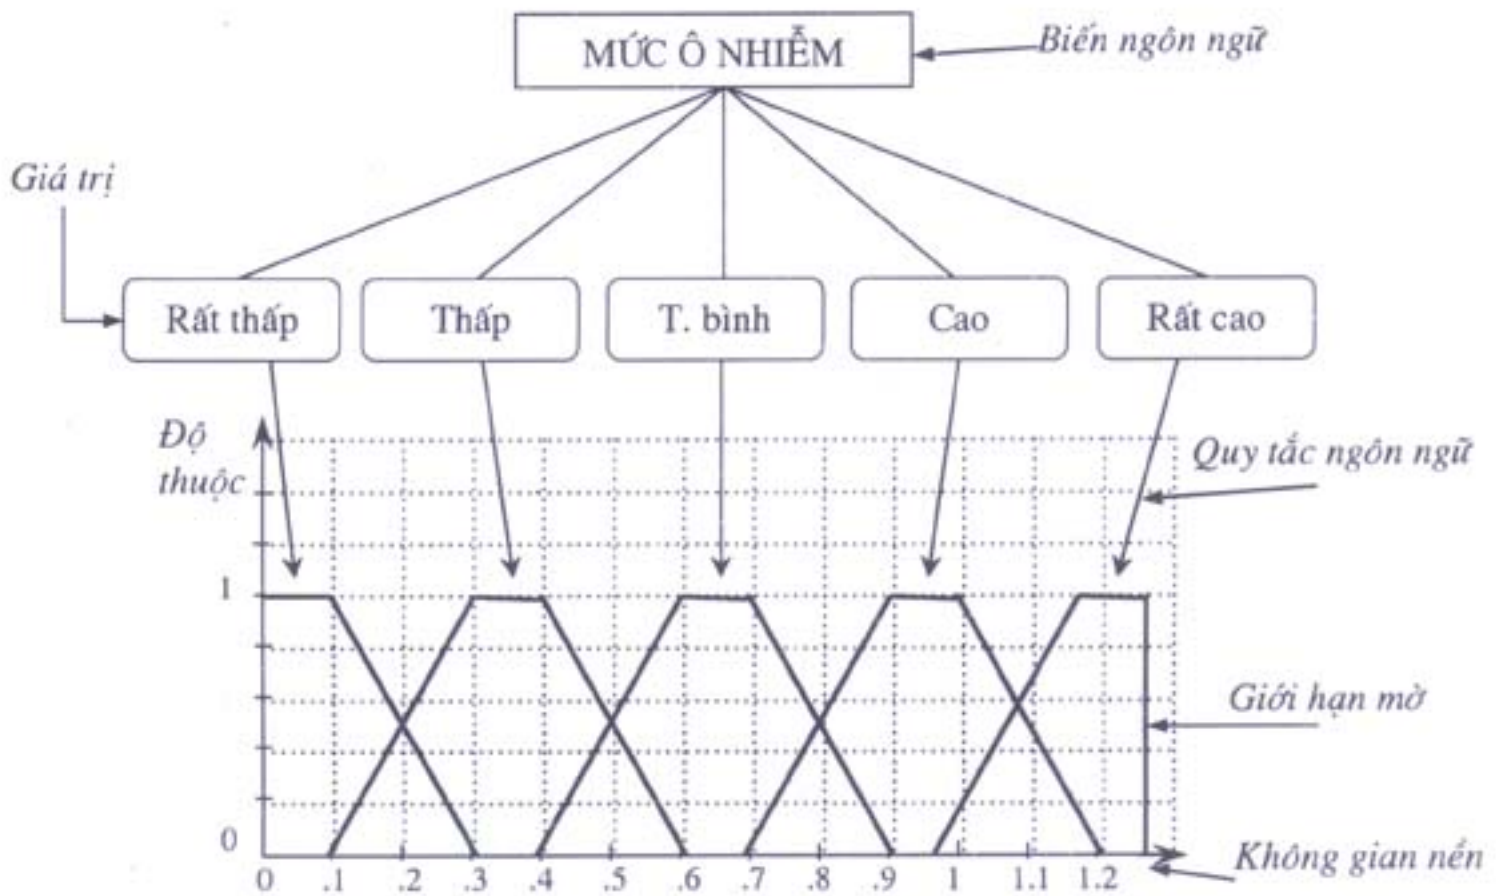 MỨC Ô NHIỄM
Biến ngôn ngữ
Giá trị
Rất thấp
Thấp
T. bình
Cao
Rất cao
Độ
thuộc
Quy tắc ngôn ngữ
1
Giới hạn mờ
0
Không gian nền
0 .1 .2 .3 .4 .5 .6 .7 .8 .9 1 1.1 1.2